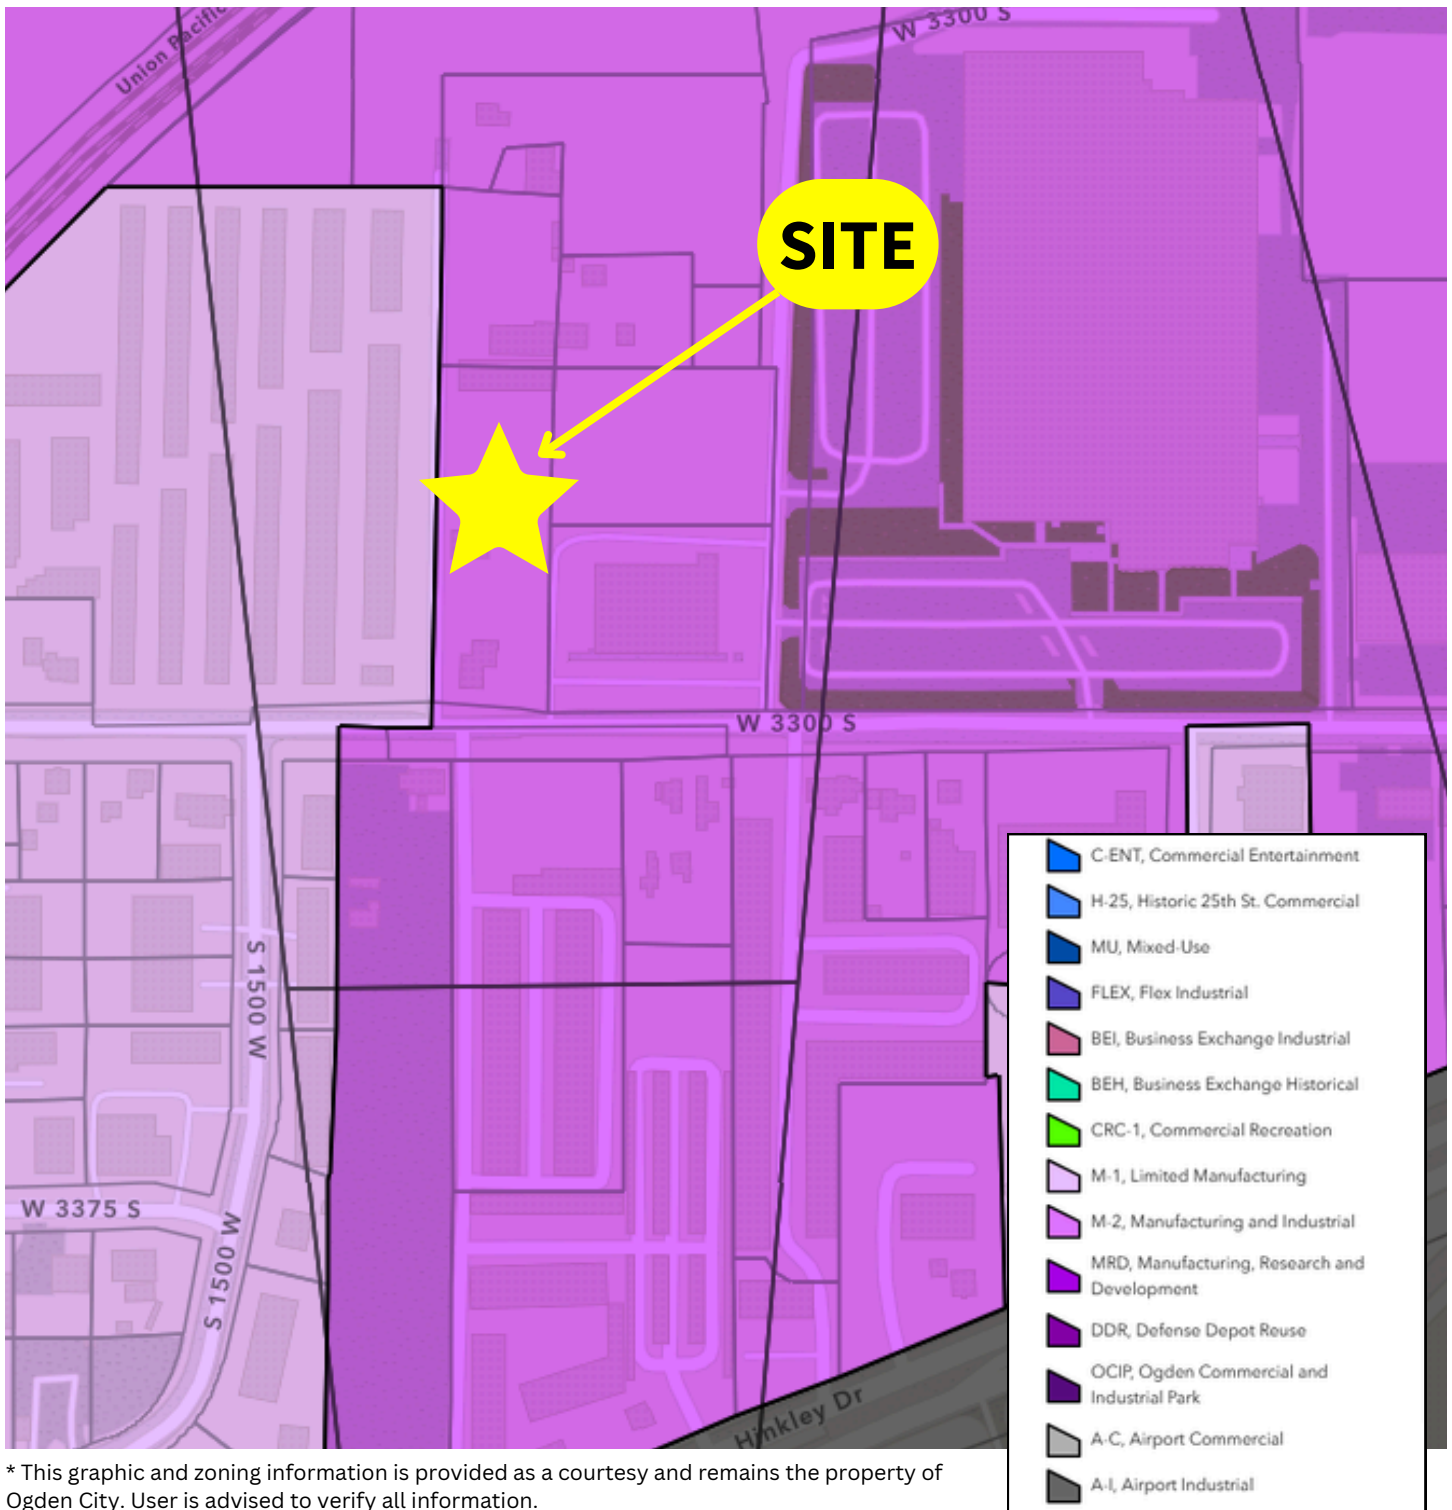 Union Pacific
W 3300 S
SITE
W 3300 S
S 1500 W
W 3375 S
S 1500 W
Hinkley Dr
C-ENT, Commercial Entertainment
H-25, Historic 25th St. Commercial
MU, Mixed-Use
FLEX, Flex Industrial
BEI, Business Exchange Industrial
BEH, Business Exchange Historical
CRC-1, Commercial Recreation
M-1, Limited Manufacturing
M-2, Manufacturing and Industrial
MRD, Manufacturing, Research and
Development
DDR, Defense Depot Reuse
OCIP, Ogden Commercial and
Industrial Park
A-C, Airport Commercial
A-I, Airport Industrial
* This graphic and zoning information is provided as a courtesy and remains the property of
Ogden City. User is advised to verify all information.